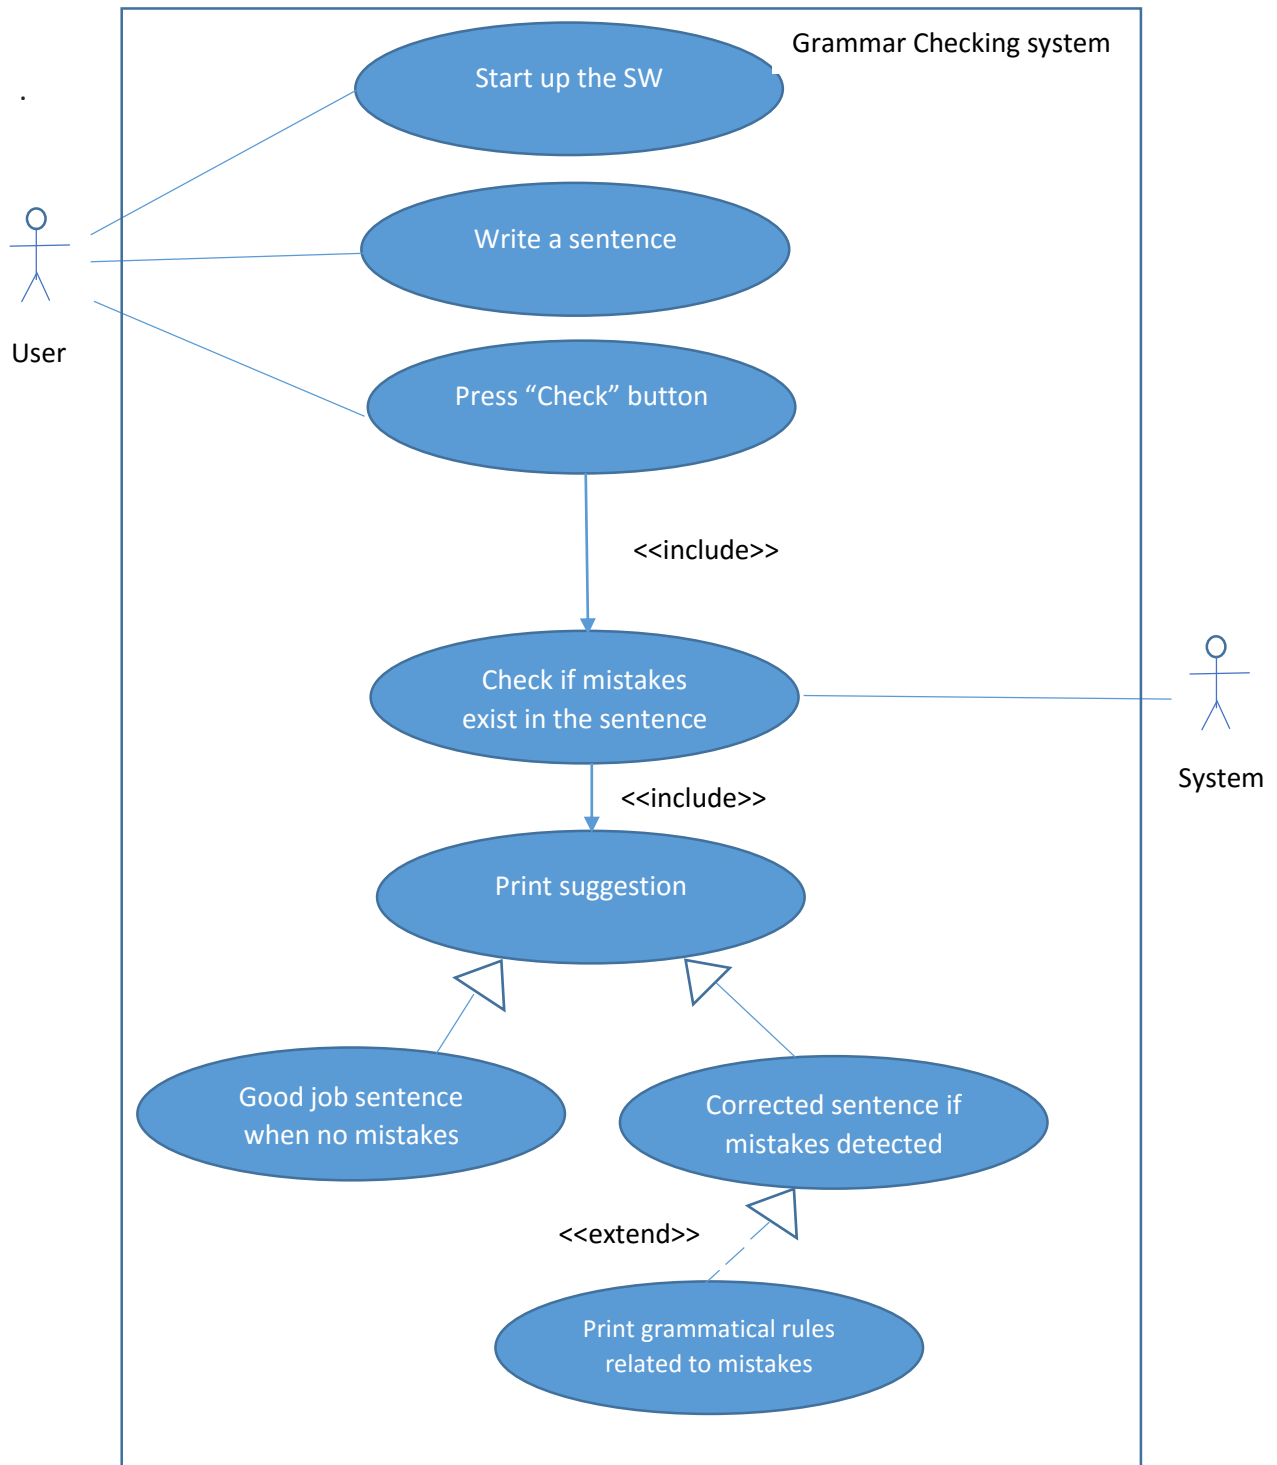 Grammar Checking system
Start up the SW
.
Write a sentence
User
Press “Check” button
<<include>>
Check if mistakes
exist in the sentence
System
<<include>>
Print suggestion
Good job sentence
when no mistakes
Corrected sentence if
mistakes detected
<<extend>>
Print grammatical rules
related to mistakes